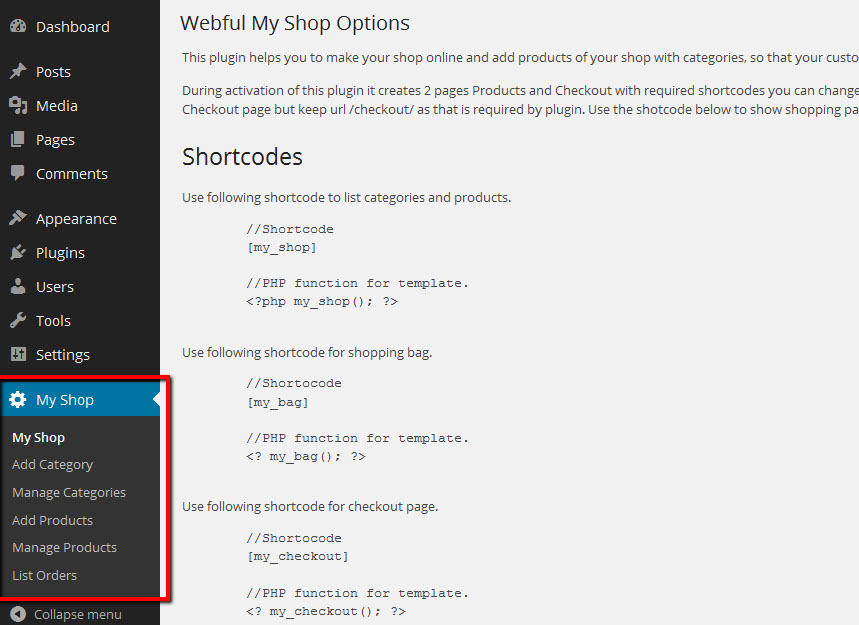 Dashboard
Posts
Media
Pages
Comments
Appearance
Plugins
Users
Tools
Settings
My Shop
My Shop
Add Category
Manage Categories
Add Products
Manage Products
List Orders
Collapse menu
Webful My Shop Options
This plugin helps you to make your shop online and add products of your shop with categories, so that your custo
During activation of this plugin it creates 2 pages Products and Checkout with required shortcodes you can change
Checkout page but keep url /checkout/ as that is required by plugin. Use the shotcode below to show shopping pa
Shortcodes
Use following shortcode to list categories and products.
//Shortcode
[my_shop]
//PHP function for template.
<?php my_shop(); ?>
Use following shortcode for shopping bag.
//Shortocode
[my_bag]
//PHP function for template.
<? my_bag(); ?>
Use following shortcode for checkout page.
//Shortocode
[my_checkout]
//PHP function for template.
<? my_checkout(); ?>